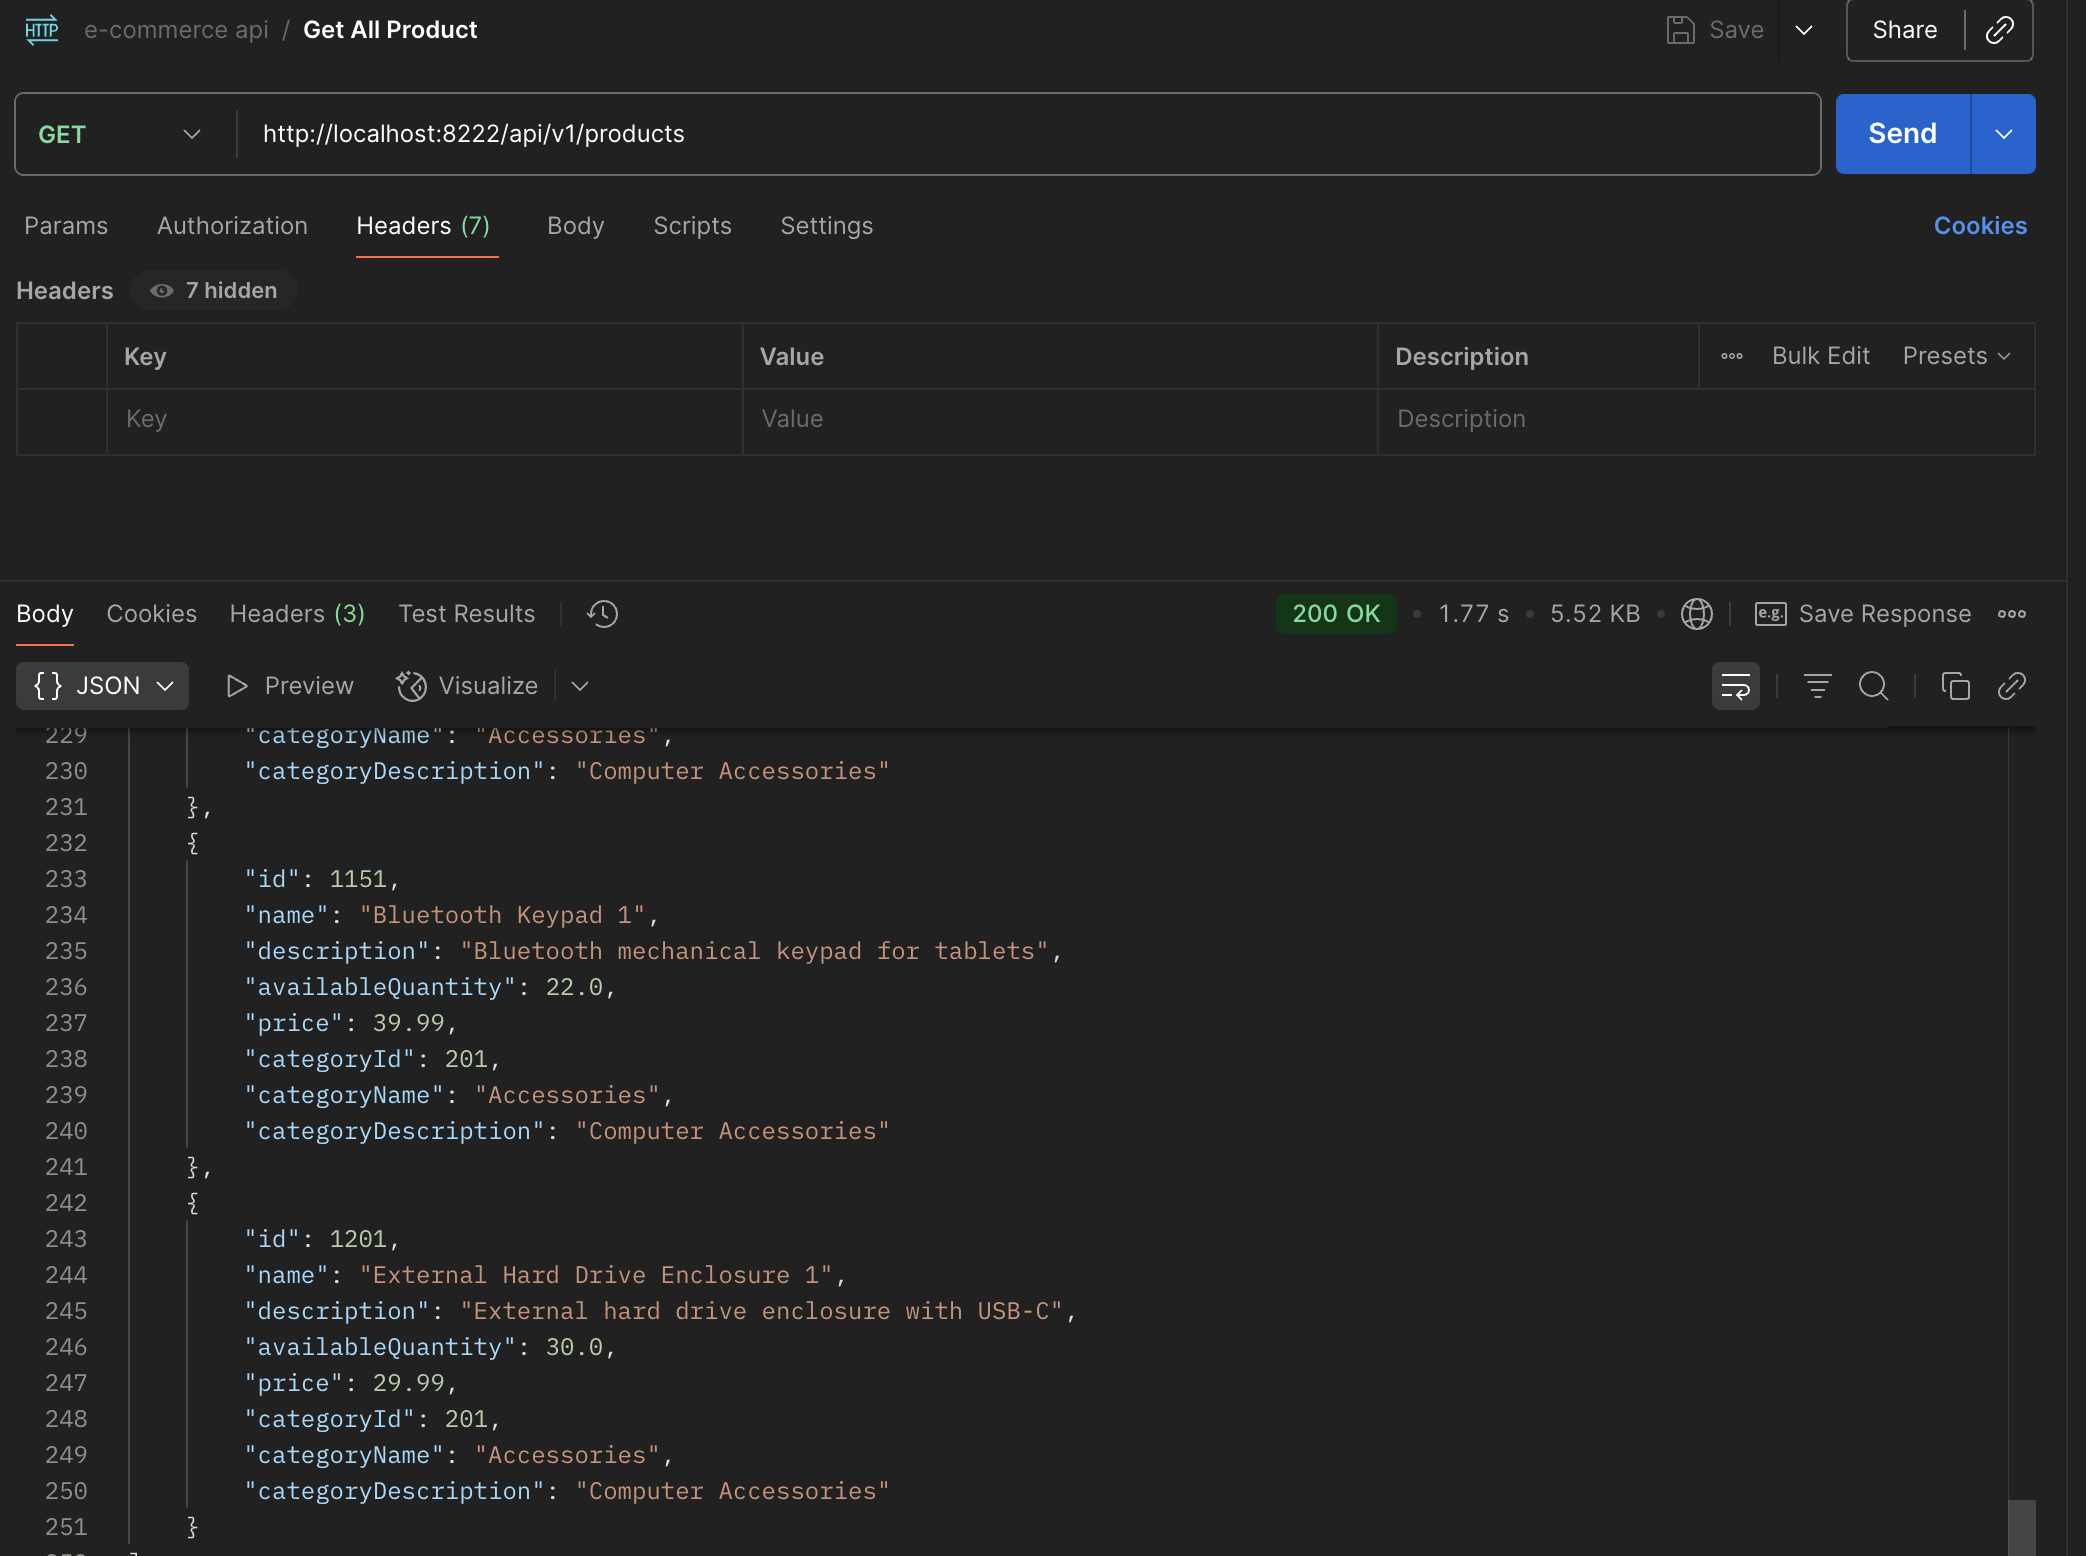 HTTP e-commerce api / Get All Product Save Share
GET http://localhost:8222/api/v1/products Send
Params Authorization Headers (7) Body Scripts Settings Cookies
Headers 7 hidden
Key Value Description Bulk Edit Presets
Key Value Description
Body Cookies Headers (3) Test Results 200 OK • 1.77 s • 5.52 KB • e.g. Save Response
{} JSON Preview Visualize
229 "categoryName": "Accessories",
230 "categoryDescription": "Computer Accessories"
231 },
232 {
233 "id": 1151,
234 "name": "Bluetooth Keypad 1",
235 "description": "Bluetooth mechanical keypad for tablets",
236 "availableQuantity": 22.0,
237 "price": 39.99,
238 "categoryId": 201,
239 "categoryName": "Accessories",
240 "categoryDescription": "Computer Accessories"
241 },
242 {
243 "id": 1201,
244 "name": "External Hard Drive Enclosure 1",
245 "description": "External hard drive enclosure with USB-C",
246 "availableQuantity": 30.0,
247 "price": 29.99,
248 "categoryId": 201,
249 "categoryName": "Accessories",
250 "categoryDescription": "Computer Accessories"
251 }